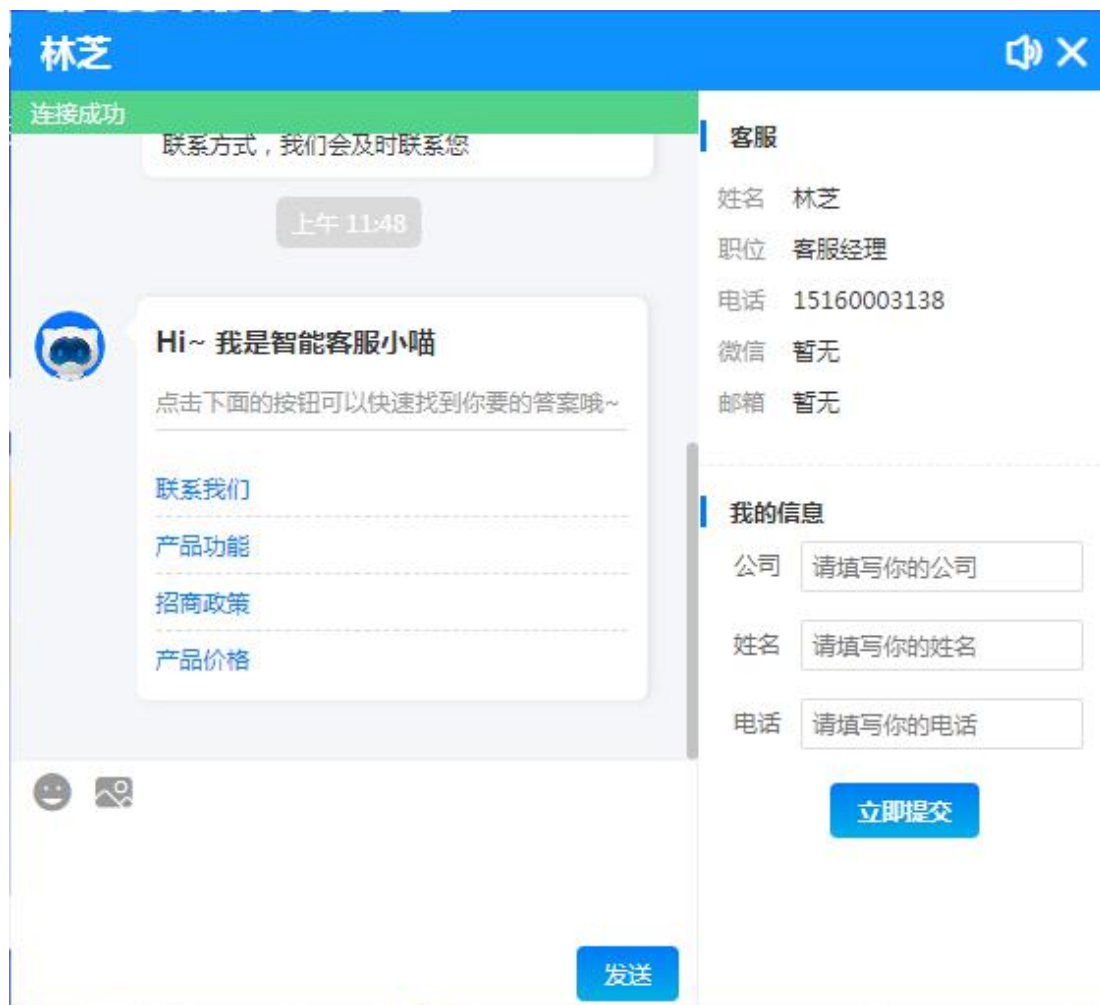 林芝
连接成功
联系方式，我们会及时联系您
上午 11:48
Hi~ 我是智能客服小喵
点击下面的按钮可以快速找到你要的答案哦~
联系我们
产品功能
招商政策
产品价格
发送
客服
姓名 林芝
职位 客服经理
电话 15160003138
微信 暂无
邮箱 暂无
我的信息
公司 请填写你的公司
姓名 请填写你的姓名
电话 请填写你的电话
立即提交